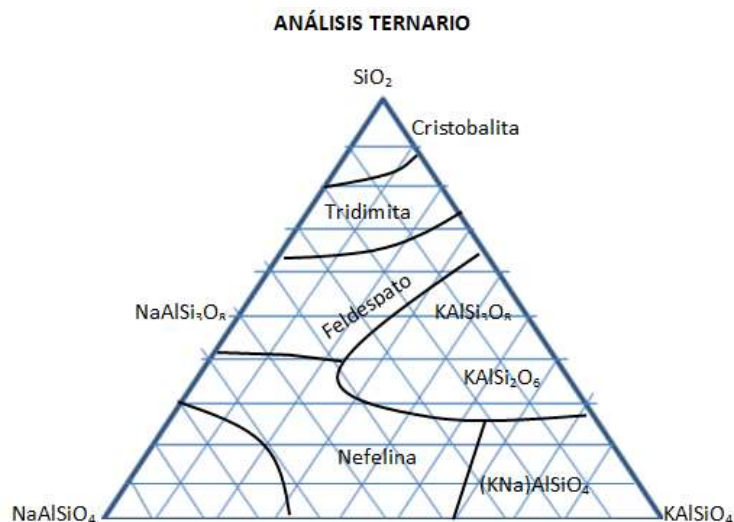 ANÁLISIS TERNARIO
SiO₂
Cristobalita
Tridimita
Feldespato
NaAlSi₃O₈
KAlSi₃O₈
KAlSi₂O₆
Nefelina
(KNa)AlSiO₄
NaAlSiO₄
KAlSiO₄